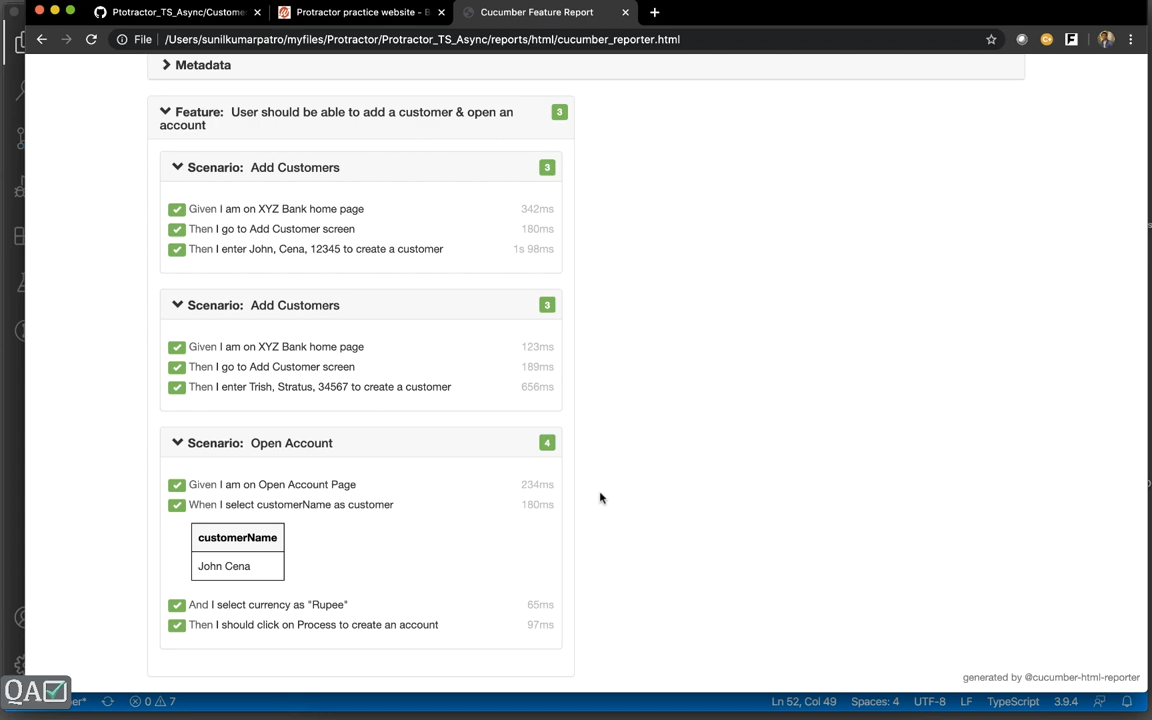 Ptotractor_TS_Async/Custome
Protractor practice website - B
Cucumber Feature Report
File /Users/sunilkumarpatro/myfiles/Protractor/Protractor_TS_Async/reports/html/cucumber_reporter.html
Metadata
Feature: User should be able to add a customer & open an 3
account
Scenario: Add Customers 3
Given I am on XYZ Bank home page 342ms
Then I go to Add Customer screen 180ms
Then I enter John, Cena, 12345 to create a customer 1s 98ms
Scenario: Add Customers 3
Given I am on XYZ Bank home page 123ms
Then I go to Add Customer screen 189ms
Then I enter Trish, Stratus, 34567 to create a customer 656ms
Scenario: Open Account 4
Given I am on Open Account Page 234ms
When I select customerName as customer 180ms
customerName
John Cena
And I select currency as "Rupee" 65ms
Then I should click on Process to create an account 97ms
generated by @cucumber-html-reporter
QA
er* 0 7 Ln 52, Col 49 Spaces: 4 UTF-8 LF TypeScript 3.9.4